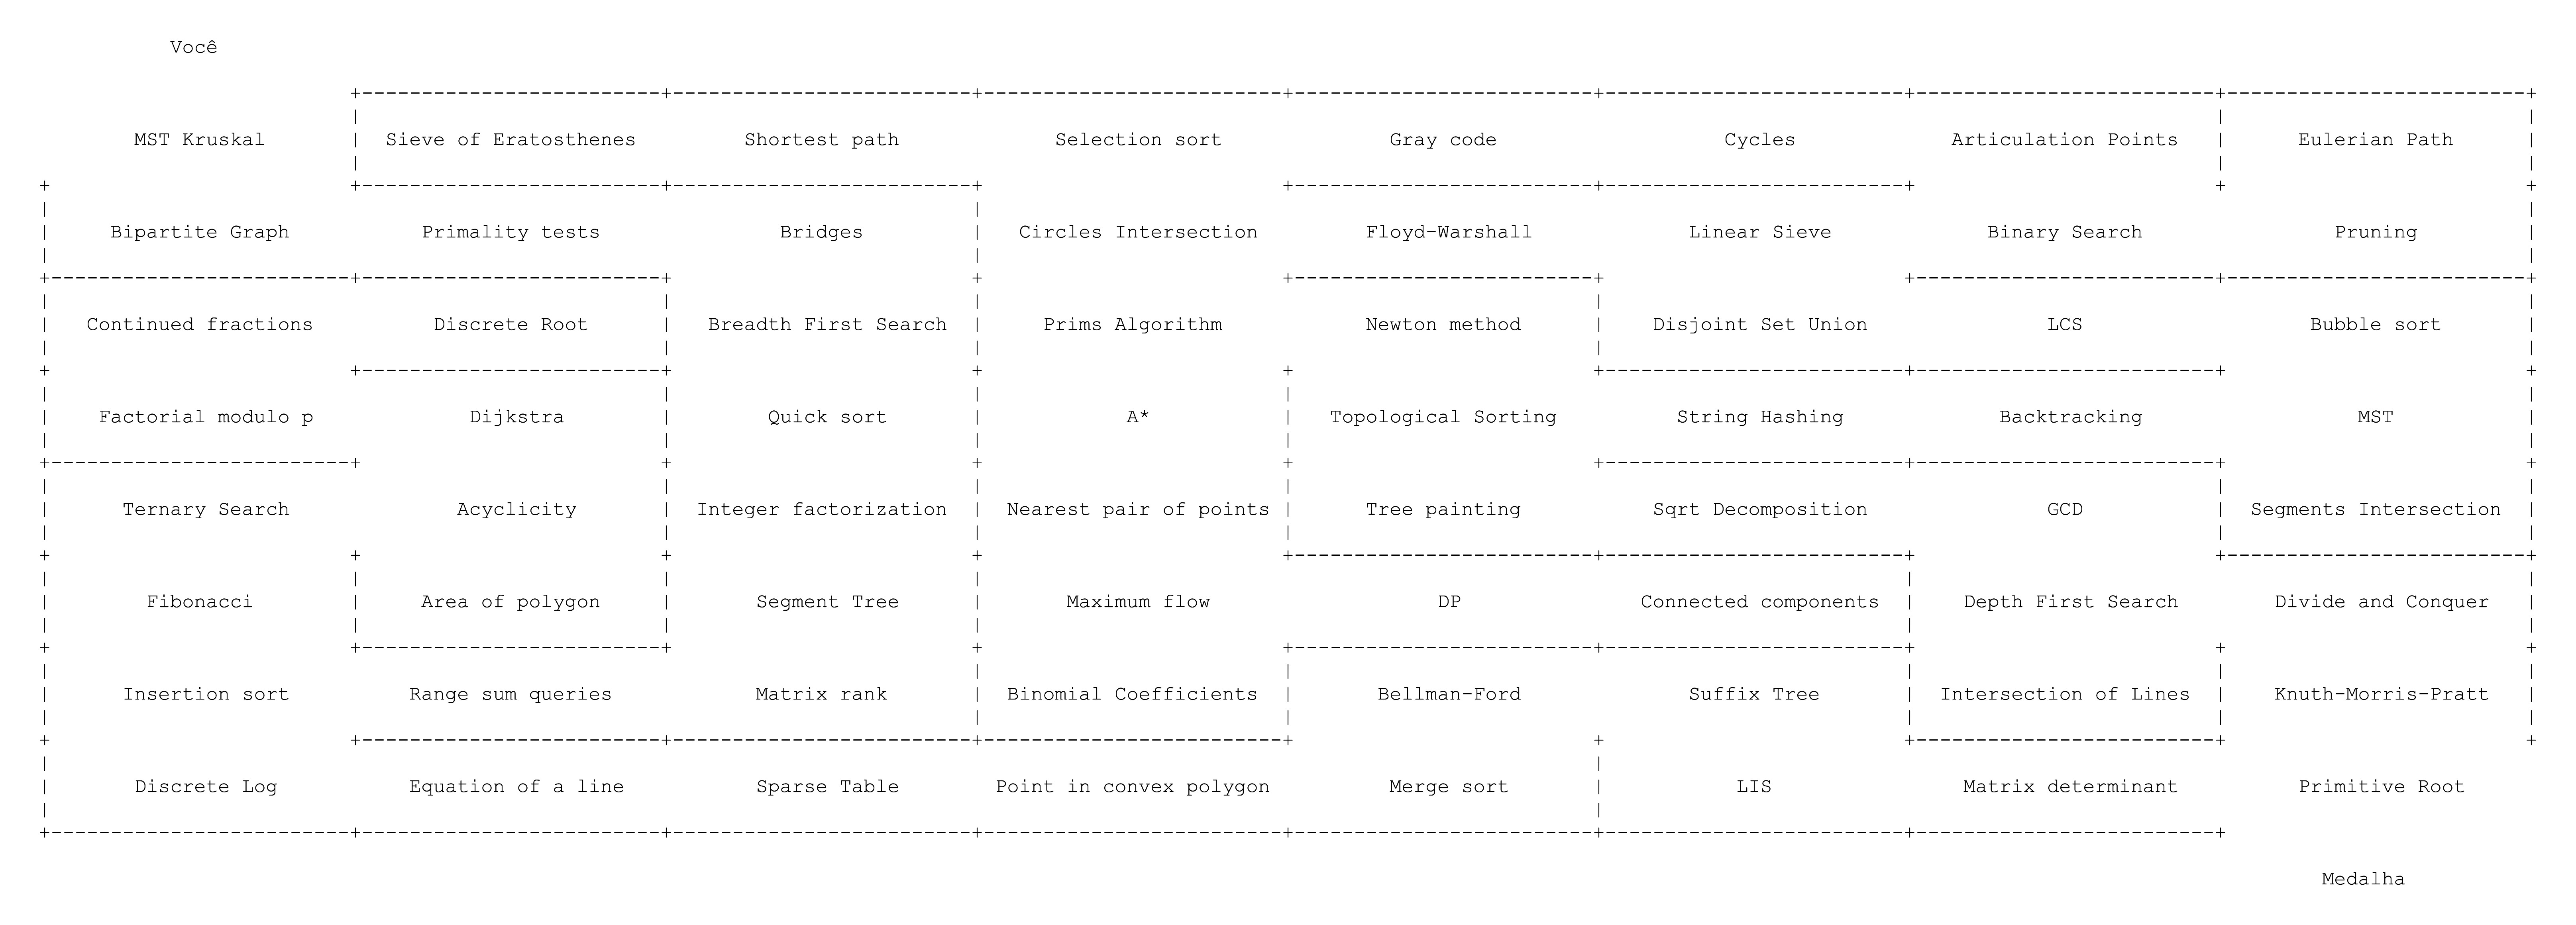 Você
MST Kruskal Sieve of Eratosthenes Shortest path Selection sort Gray code Cycles Articulation Points Eulerian Path
Bipartite Graph Primality tests Bridges Circles Intersection Floyd-Warshall Linear Sieve Binary Search Pruning
Continued fractions Discrete Root Breadth First Search Prims Algorithm Newton method Disjoint Set Union LCS Bubble sort
Factorial modulo p Dijkstra Quick sort A* Topological Sorting String Hashing Backtracking MST
Ternary Search Acyclicity Integer factorization Nearest pair of points Tree painting Sqrt Decomposition GCD Segments Intersection
Fibonacci Area of polygon Segment Tree Maximum flow DP Connected components Depth First Search Divide and Conquer
Insertion sort Range sum queries Matrix rank Binomial Coefficients Bellman-Ford Suffix Tree Intersection of Lines Knuth-Morris-Pratt
Discrete Log Equation of a line Sparse Table Point in convex polygon Merge sort LIS Matrix determinant Primitive Root
Medalha